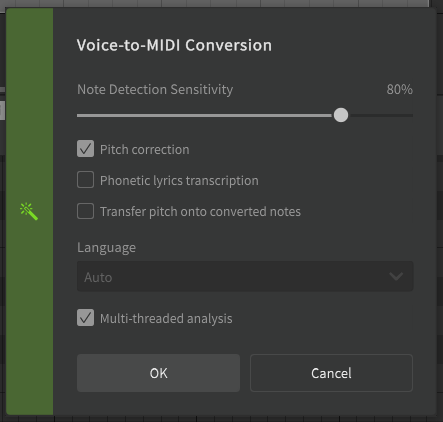 Voice-to-MIDI Conversion
Note Detection Sensitivity 80%
Pitch correction
Phonetic lyrics transcription
Transfer pitch onto converted notes
Language
Auto
Multi-threaded analysis
OK Cancel